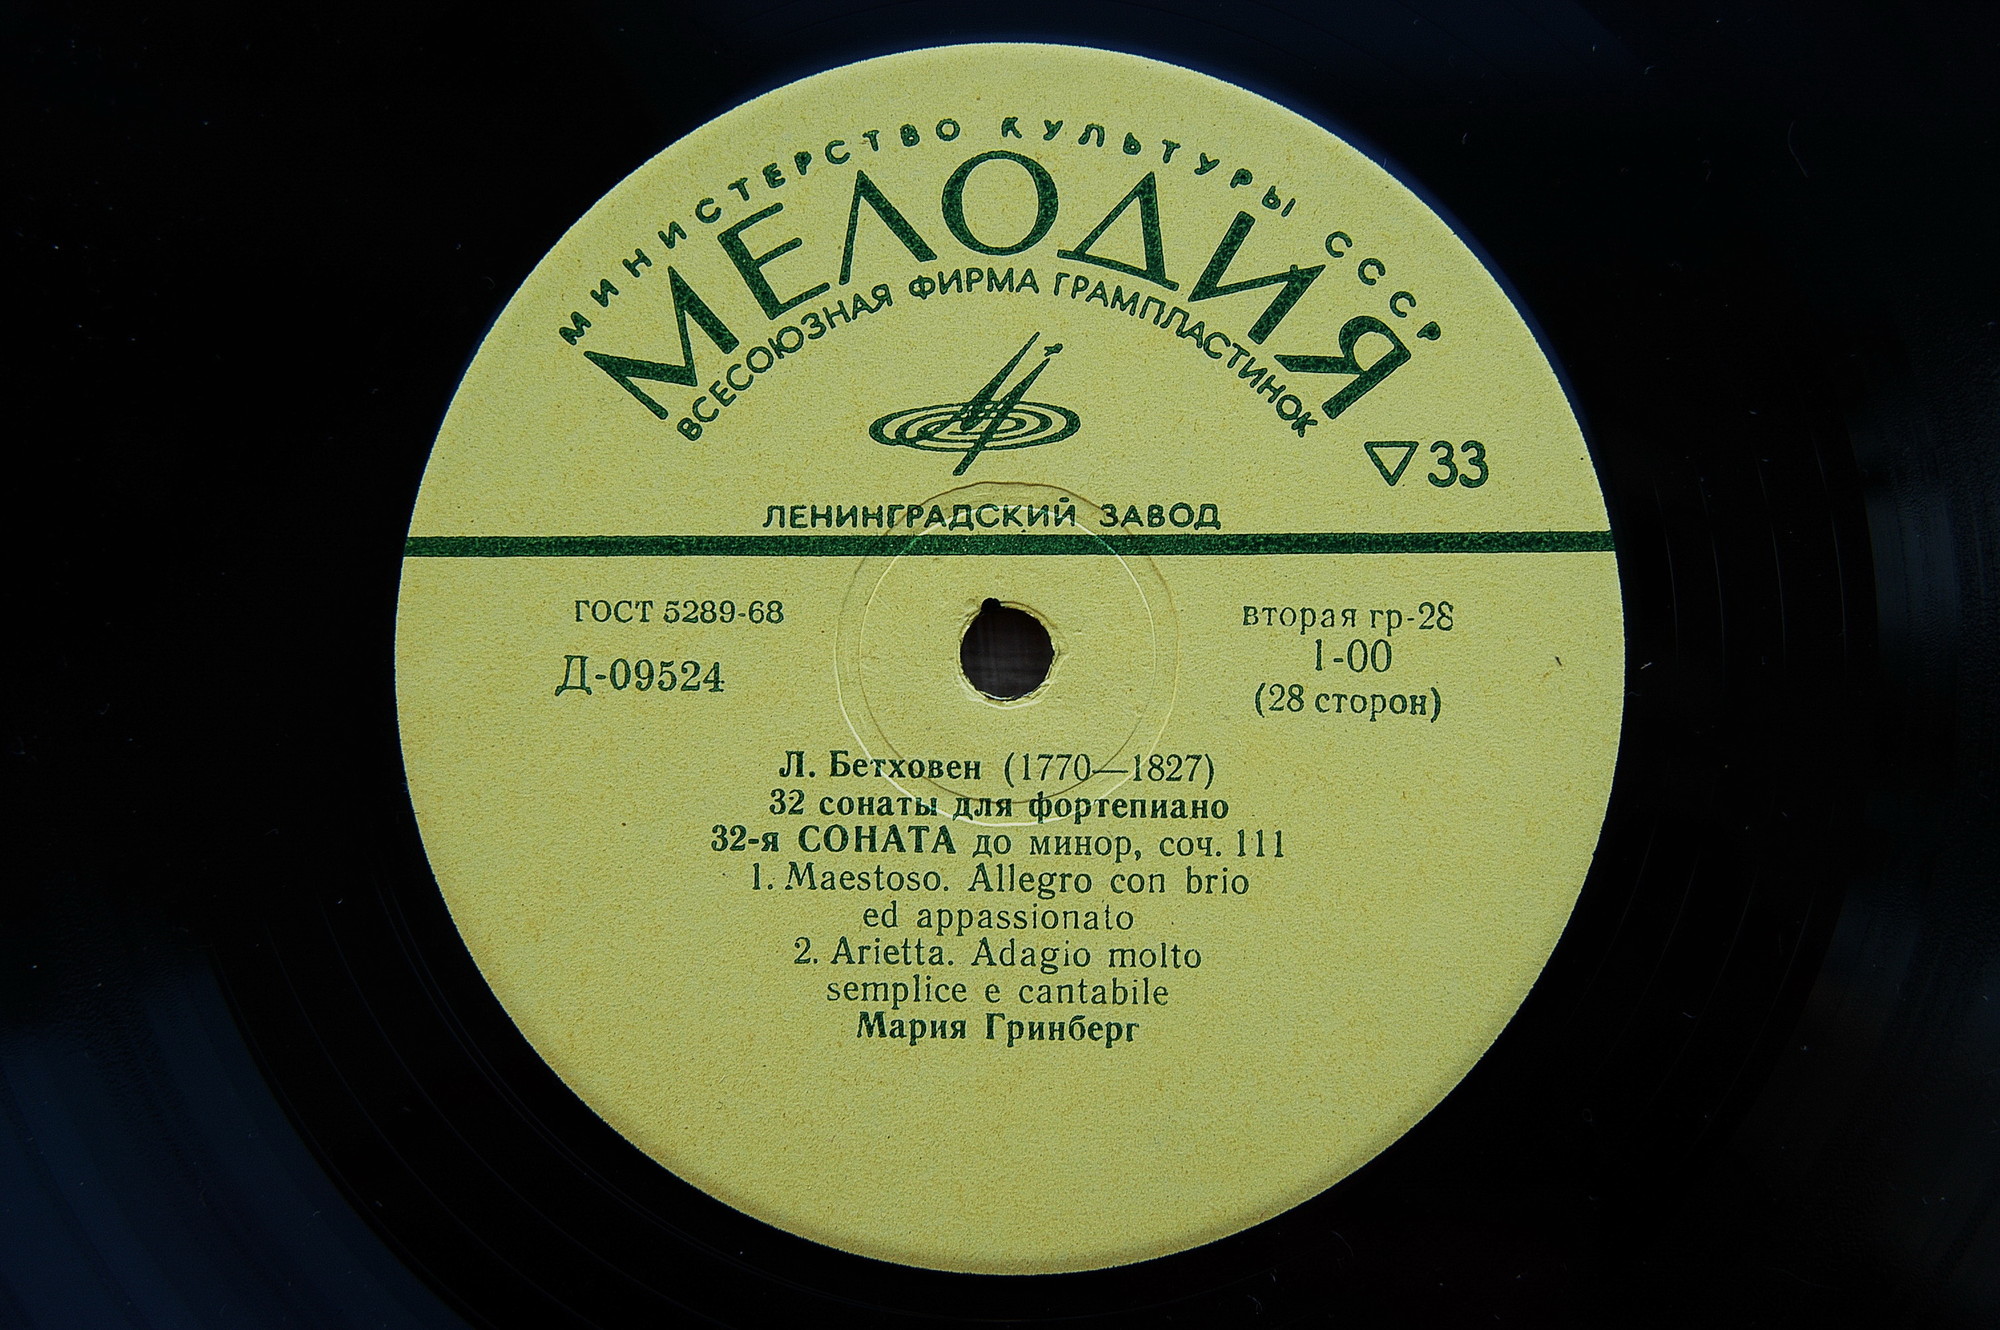 МИНИСТЕРСТВО КУЛЬТУРЫ СССР
МЕЛОДИЯ
ВСЕСОЮЗНАЯ ФИРМА ГРАМПЛАСТИНОК
33
ЛЕНИНГРАДСКИЙ ЗАВОД
ГОСТ 5289-68
Д-09524
вторая гр-28
1-00
(28 сторон)
Л. Бетховен (1770—1827)
32 сонаты для фортепиано
32-я СОНАТА до минор, соч. 111
1. Maestoso. Allegro con brio
ed appassionato
2. Arietta. Adagio molto
semplice e cantabile
Мария Гринберг